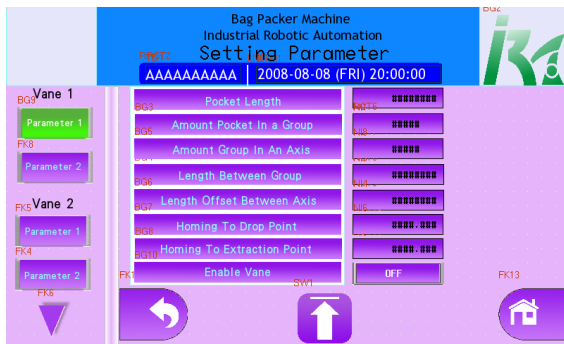 BG2
Bag Packer Machine
Industrial Robotic Automation
Setting Parameter
AAAAAAAAAA 2008-08-08 (FRI) 20:00:00
Vane 1
BG9
Parameter 1
FK8
Parameter 2
FK5 Vane 2
Parameter 1
FK4
Parameter 2
FK6
BG3 Pocket Length ########
BG5 Amount Pocket In a Group #####
Amount Group In An Axis #####
BG6 Length Between Group ########
BG7 Length Offset Between Axis ########
BG8 Homing To Drop Point ####.###
BG10 Homing To Extraction Point ####.###
Enable Vane OFF
SW1
FK13